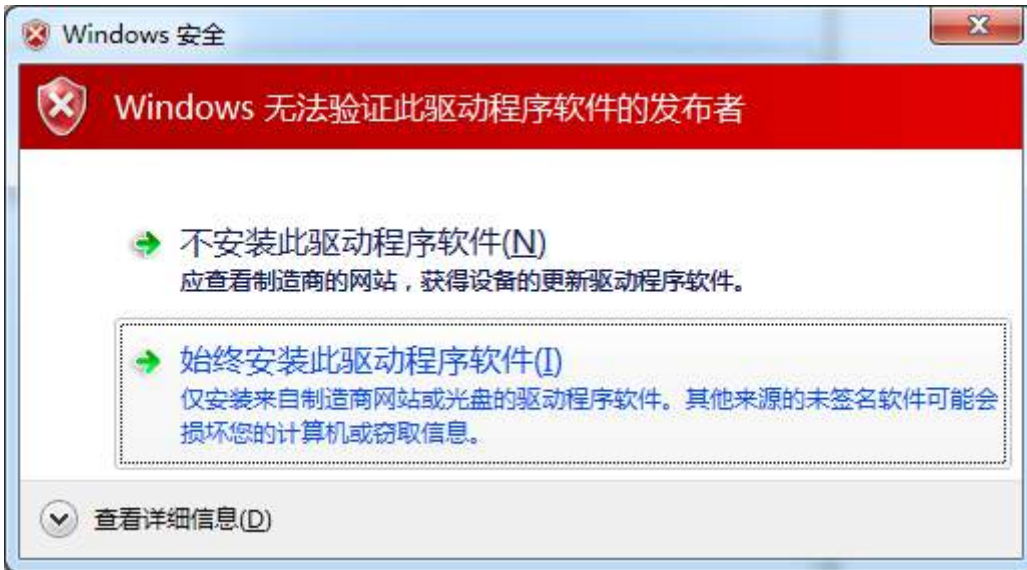 Windows 安全
Windows 无法验证此驱动程序软件的发布者
不安装此驱动程序软件(N)
应查看制造商的网站，获得设备的更新驱动程序软件。
始终安装此驱动程序软件(I)
仅安装来自制造商网站或光盘的驱动程序软件。其他来源的未签名软件可能会
损坏您的计算机或窃取信息。
查看详细信息(D)